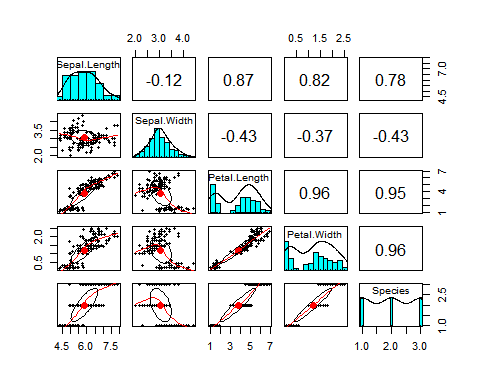 2.0 3.0 4.0 0.5 1.5 2.5
Sepal.Length -0.12 0.87 0.82 0.78 4.5 7.0
2.0 3.5 Sepal.Width -0.43 -0.37 -0.43
Petal.Length 0.96 0.95 1 4 7
0.5 2.0 Petal.Width 0.96
Species 1.0 2.5
4.5 6.0 7.5 1 3 5 7 1.0 2.0 3.0